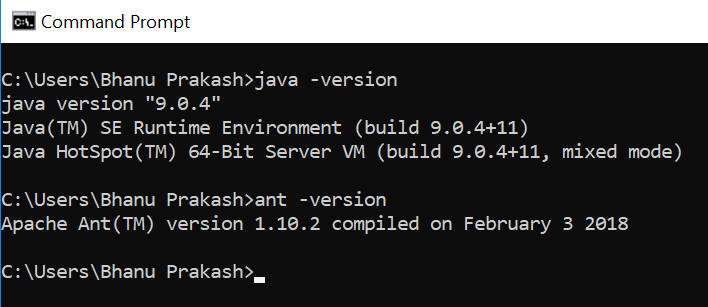 Command Prompt
C:\Users\Bhanu Prakash>java -version
java version "9.0.4"
Java(TM) SE Runtime Environment (build 9.0.4+11)
Java HotSpot(TM) 64-Bit Server VM (build 9.0.4+11, mixed mode)
C:\Users\Bhanu Prakash>ant -version
Apache Ant(TM) version 1.10.2 compiled on February 3 2018
C:\Users\Bhanu Prakash>